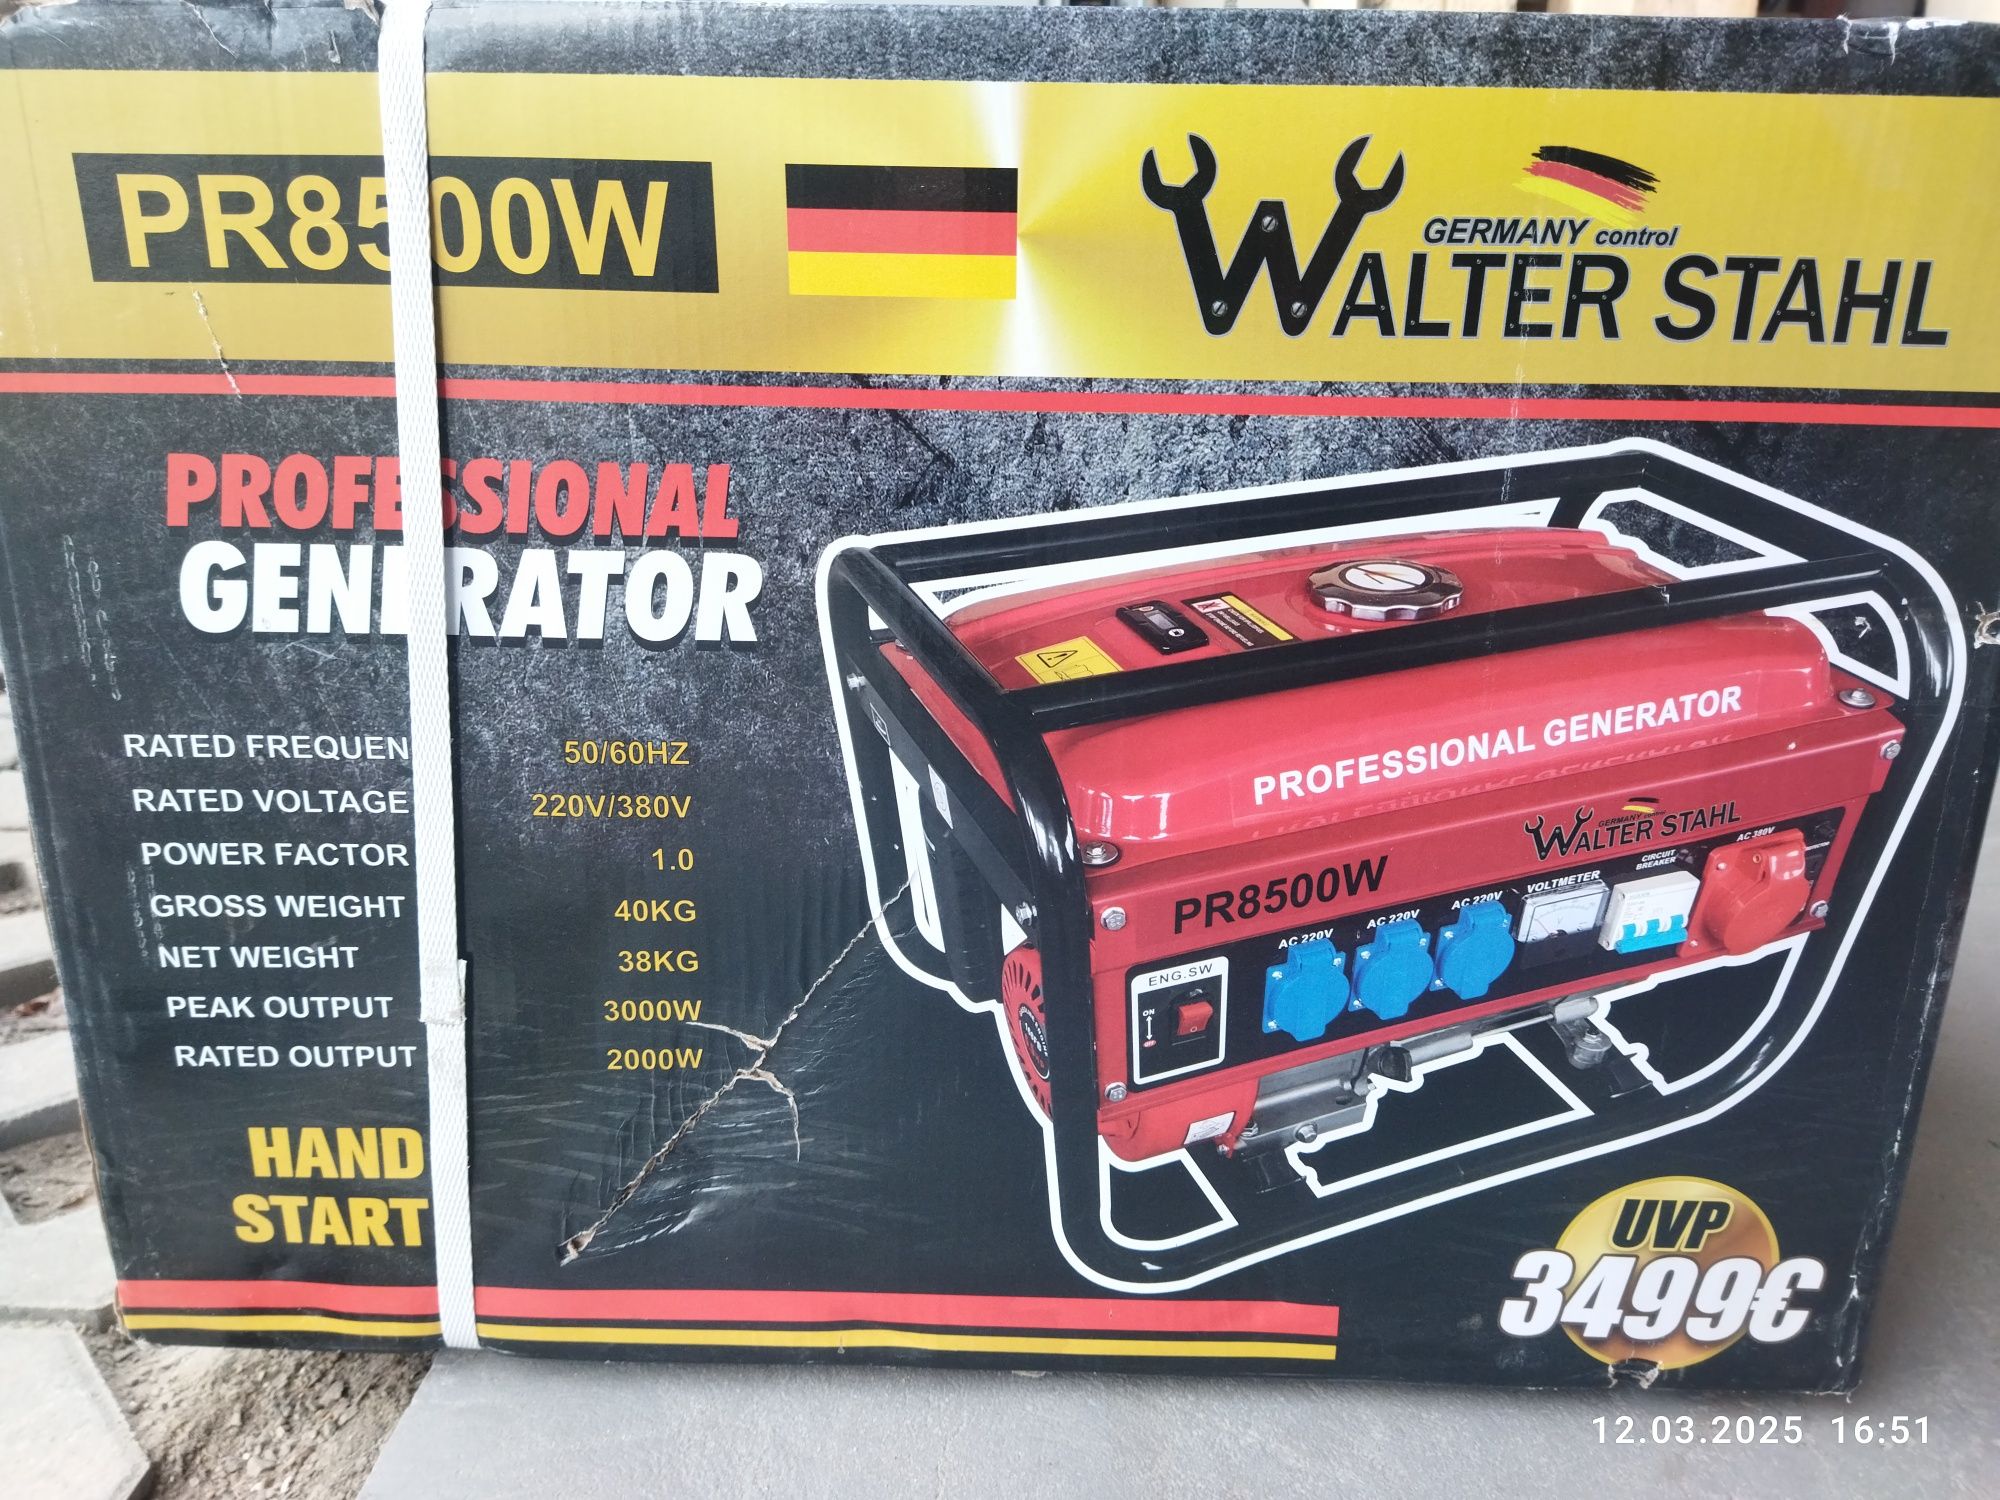 PR8500W
GERMANY control
WALTER STAHL
PROFESSIONAL
GENERATOR
RATED FREQUEN 50/60HZ
RATED VOLTAGE 220V/380V
POWER FACTOR 1.0
GROSS WEIGHT 40KG
NET WEIGHT 38KG
PEAK OUTPUT 3000W
RATED OUTPUT 2000W
HAND
START
PROFESSIONAL GENERATOR
GERMANY control
WALTER STAHL
PR8500W
AC 220V
AC 220V
AC 220V
VOLTMETER
CIRCUIT
BREAKER
AC 380V
ENG.SW
ON
OFF
UVP
3499€
12.03.2025 16:51